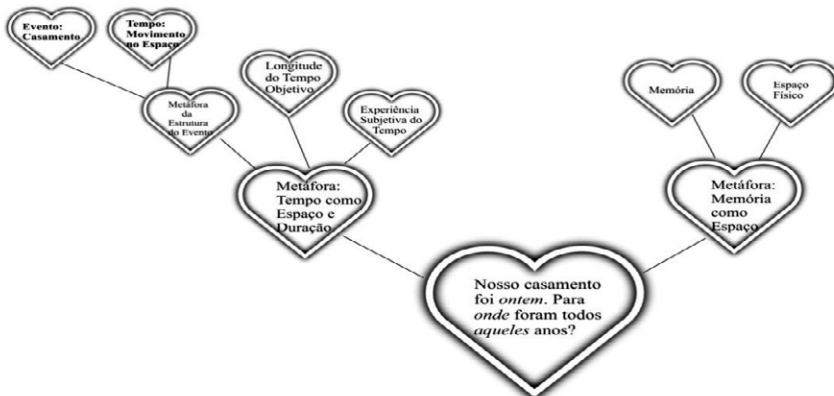 Evento:
Casamento
Tempo:
Movimento
no Espaço
Metáfora
da
Estrutura
do Evento
Longitude
do Tempo
Objetivo
Experiência
Subjetiva do
Tempo
Memória
Espaço
Físico
Metáfora:
Tempo como
Espaço e
Duração
Metáfora:
Memória
como
Espaço
Nosso casamento
foi ontem. Para
onde foram todos
aqueles anos?